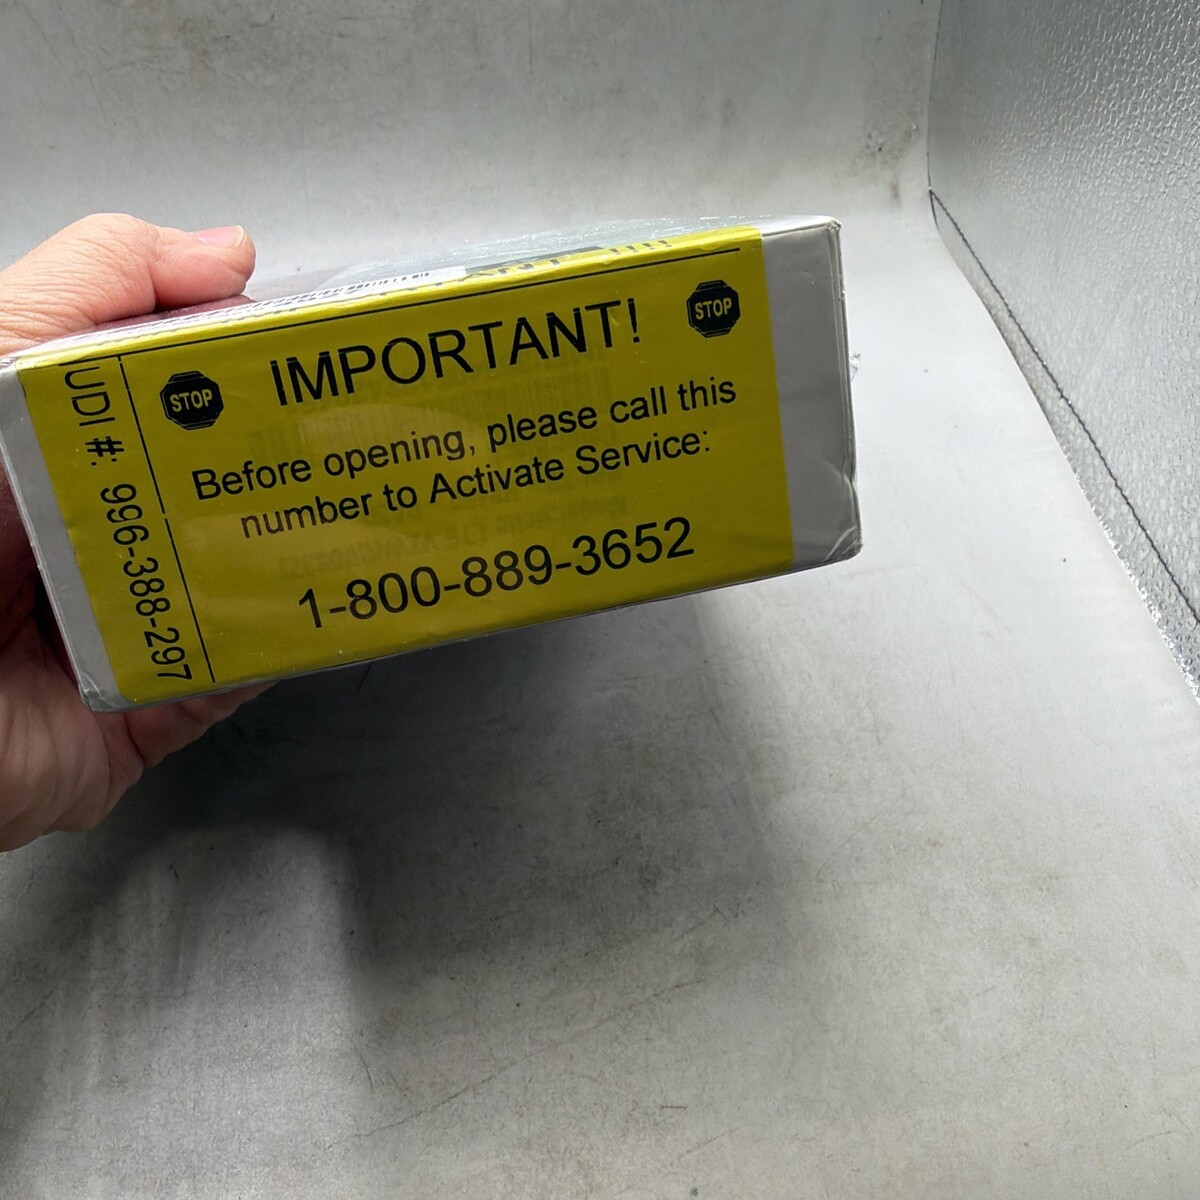 IMPORTANT!
STOP
STOP
Before opening, please call this
number to Activate Service:
1-800-889-3652
UDI #: 996-388-297